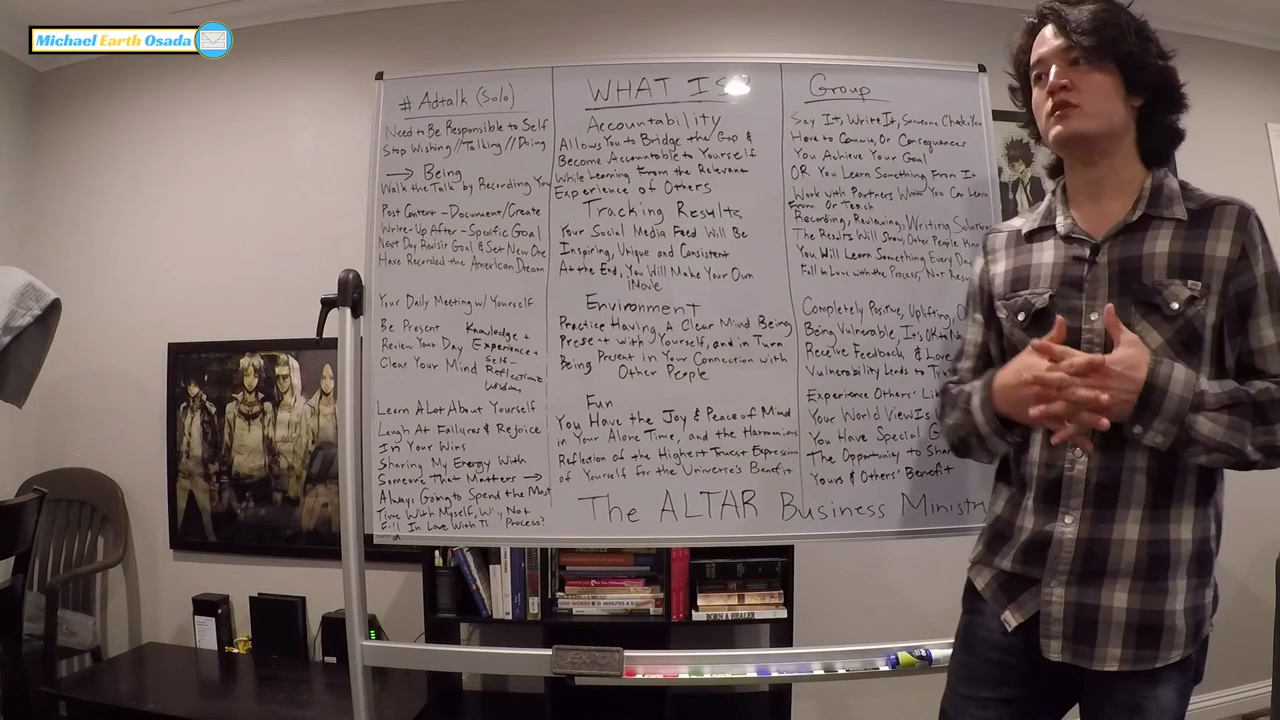 Michael Earth Osada
# Adtalk (Solo)
Need to Be Responsible to Self
Stop Wishing//Talking//Doing
→ Being
Walk the Talk by Recording You
Post Content - Document/Create
Write-Up After - Specific Goal
Next Day Revisit Goal & Set New One
Have Recorded the American Dream
Your Daily Meeting w/ Yourself
Be Present
Review Your Day
Clear Your Mind
Knowledge +
Experience +
Self-
Reflection =
Wisdom
Learn A Lot About Yourself
Laugh At Failures & Rejoice
In Your Wins
Sharing My Energy With
Someone That Matters →
Always Going to Spend the Most
Time With Myself, Why Not
Fall In Love With The Process?
WHAT IS?
Accountability
Allows You to Bridge the Gap &
Become Accountable to Yourself
While Learning From the Relevant
Experience of Others
Tracking Results
Your Social Media Feed Will Be
Inspiring, Unique and Consistent
At the End, You Will Make Your Own
iMovie
Environment
Practice Having A Clear Mind Being
Present with Yourself, and in Turn
Being Present in Your Connection with
Other People
Fun
You Have the Joy & Peace of Mind
in Your Alone Time, and the Harmonious
Reflection of the Highest Truest Expression
of Yourself for the Universe's Benefit
Group
Say It, Write It, Someone Checks You
Have to Commit, Or Consequences
You Achieve Your Goal
OR You Learn Something From It
Work with Partners Whom You Can Learn
From Or Teach
Recording, Reviewing, Writing Solutions
The Results Will Show, Other People
You Will Learn Something Every Day
Fall in Love with the Process, Not
Completely Positive, Uplifting,
Being Vulnerable, It's OK to
Receive Feedback & Love
Vulnerability Leads to
Experience Others'
Your World View Is
You Have Special
The Opportunity to Share
Yours & Others' Benefit
The ALTAR Business Ministry
BORN A HEALER
EXPO